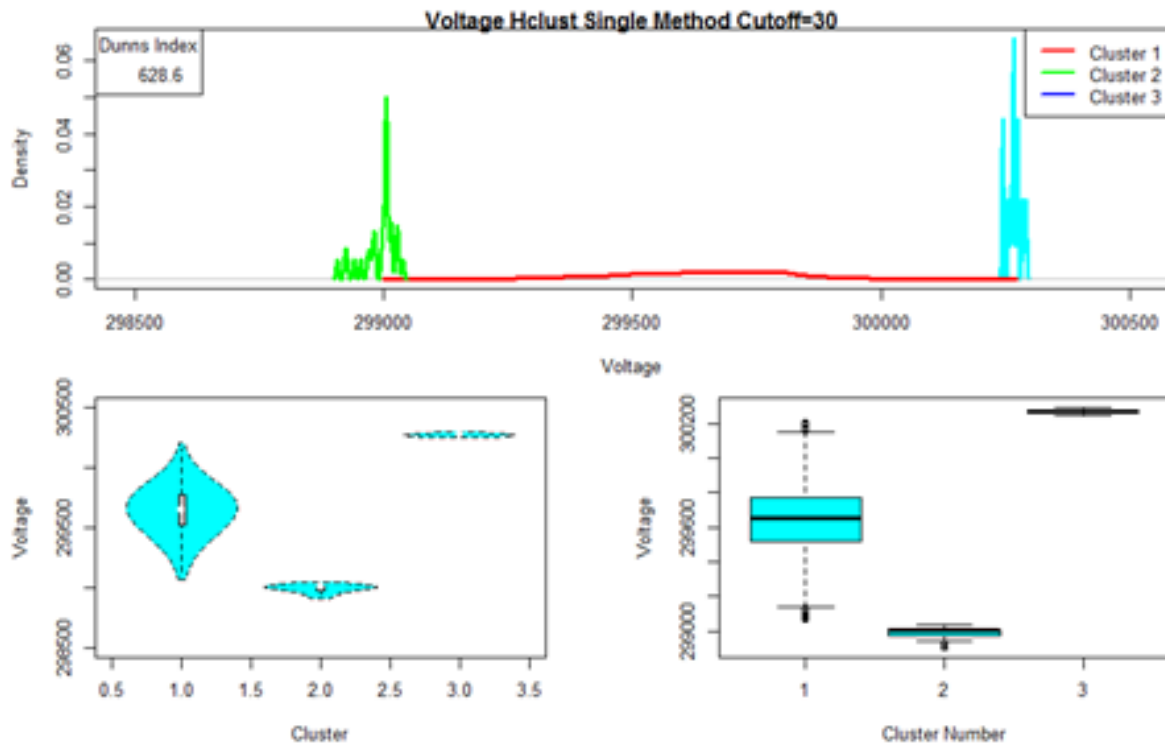 Voltage Hclust Single Method Cutoff=30
Dunns Index
628.6
Cluster 1
Cluster 2
Cluster 3
Density
0.06
0.04
0.02
0.00
298500 299000 299500 300000 300500
Voltage
Voltage
300500
299500
298500
0.5 1.0 1.5 2.0 2.5 3.0 3.5
Cluster
Voltage
300200
299600
299000
1 2 3
Cluster Number